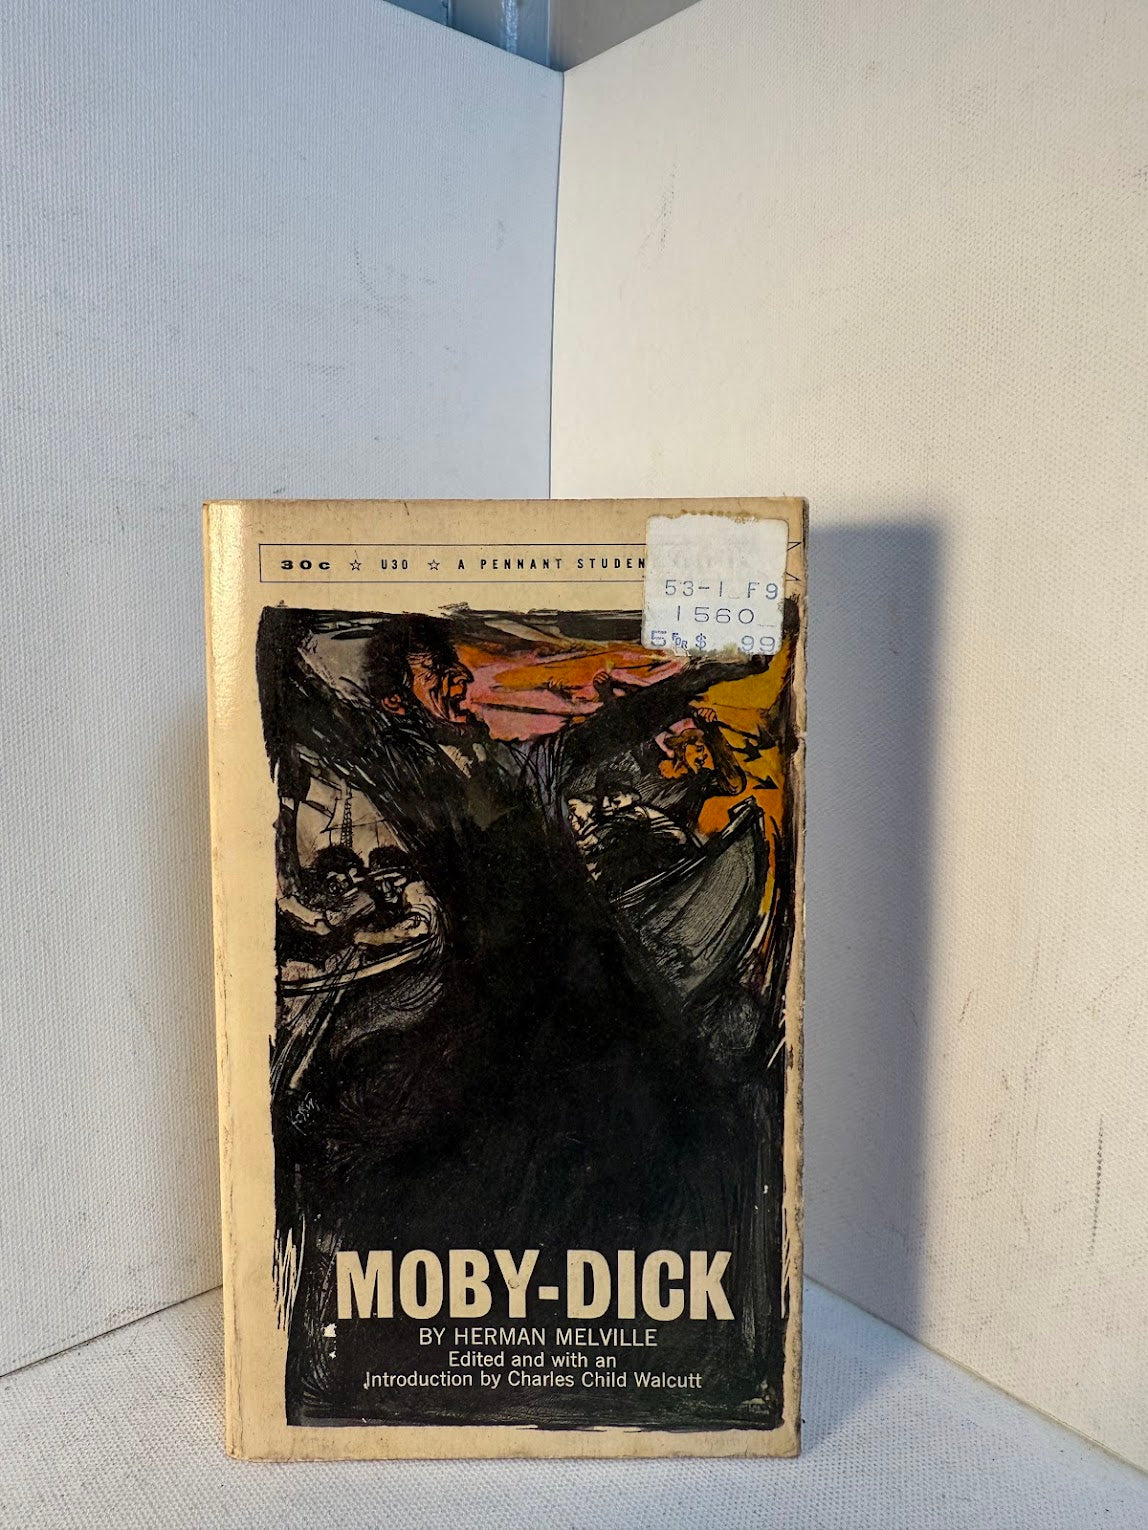 30c ☆ U30 ☆ A PENNANT STUDEN
53-1 F9
1560
5 FOR $ .99
MOBY-DICK
BY HERMAN MELVILLE
Edited and with an
Introduction by Charles Child Walcutt